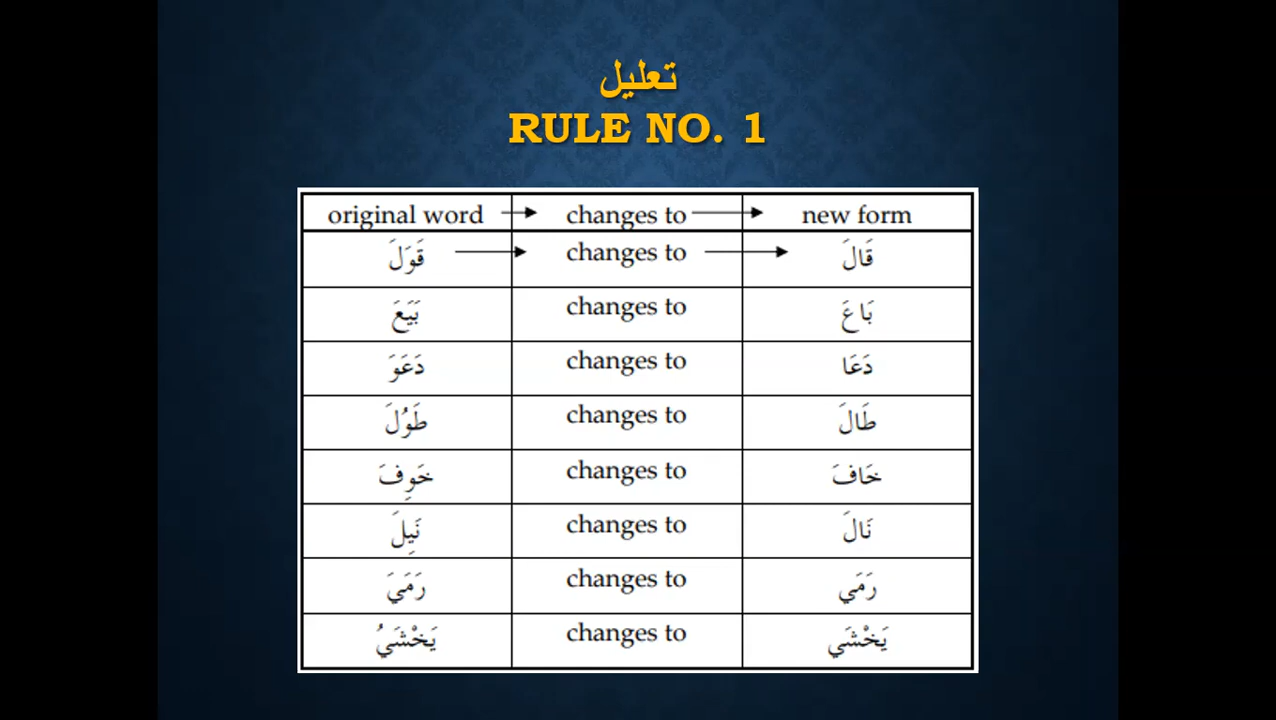 تعليل
RULE NO. 1
original word → changes to → new form
قَوَلَ → changes to → قَالَ
بَيَعَ changes to بَاعَ
دَعَوَ changes to دَعَا
طَوُلَ changes to طَالَ
خَوِفَ changes to خَافَ
نَيِلَ changes to نَالَ
رَمَيَ changes to رَمَي
يَخْشَيُ changes to يَخْشَي